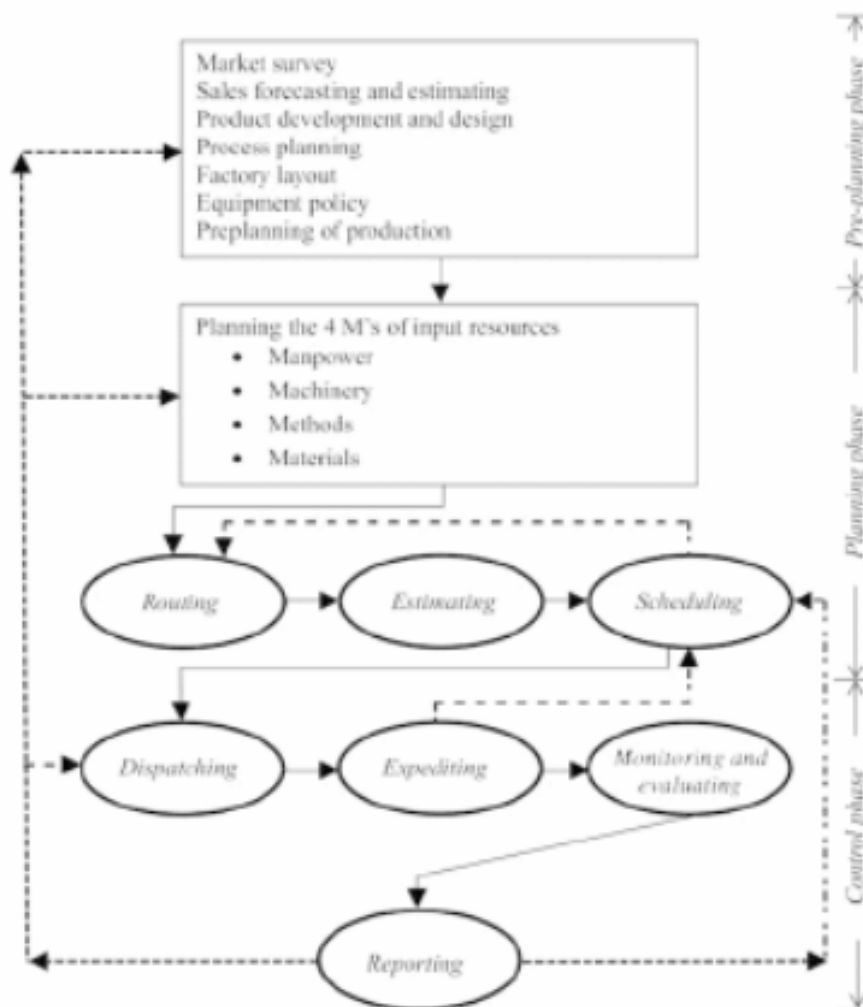 Market survey
Sales forecasting and estimating
Product development and design
Process planning
Factory layout
Equipment policy
Preplanning of production
Pre-planning phase
Planning the 4 M's of input resources
• Manpower
• Machinery
• Methods
• Materials
Planning phase
Routing
Estimating
Scheduling
Dispatching
Expediting
Monitoring and
evaluating
Control phase
Reporting